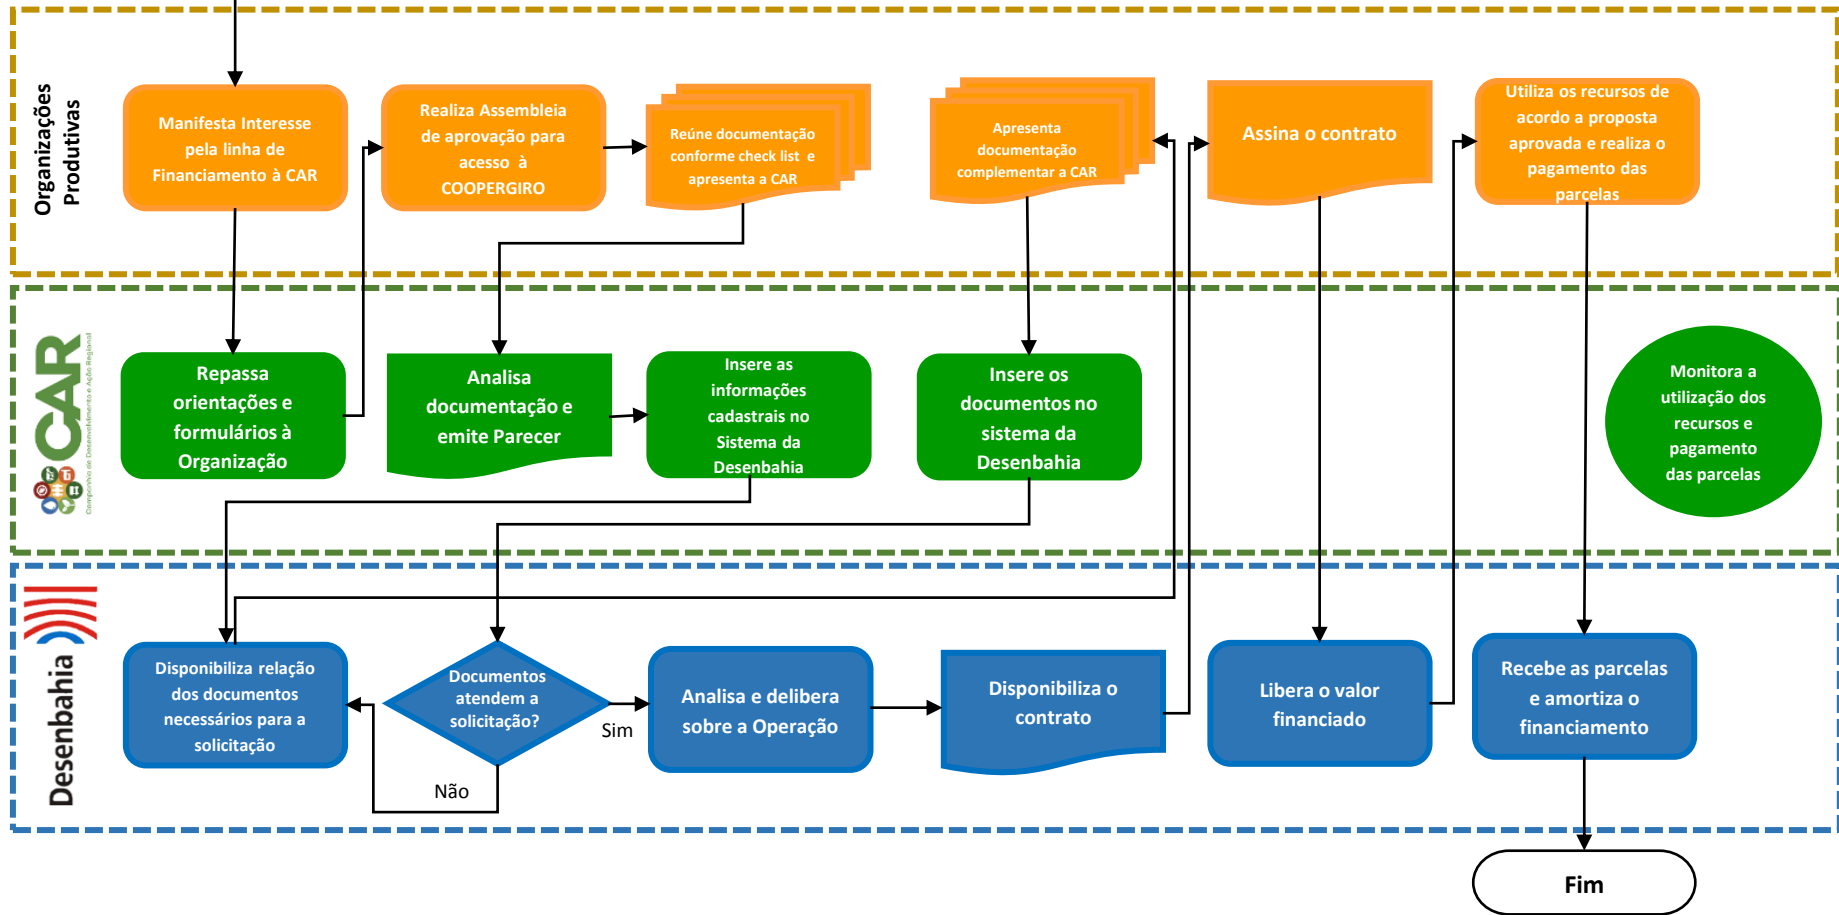 Organizações
Produtivas
Manifesta Interesse
pela linha de
Financiamento à CAR
Realiza Assembleia
de aprovação para
acesso à
COOPERGIRO
Reúne documentação
conforme check list e
apresenta a CAR
Apresenta
documentação
complementar a CAR
Assina o contrato
Utiliza os recursos de
acordo a proposta
aprovada e realiza o
pagamento das
parcelas
CAR
Companhia de Desenvolvimento e Ação Regional
Repassa
orientações e
formulários à
Organização
Analisa
documentação e
emite Parecer
Insere as
informações
cadastrais no
Sistema da
Desenbahia
Insere os
documentos no
sistema da
Desenbahia
Monitora a
utilização dos
recursos e
pagamento
das parcelas
Desenbahia
Disponibiliza relação
dos documentos
necessários para a
solicitação
Documentos
atendem a
solicitação?
Sim
Não
Analisa e delibera
sobre a Operação
Disponibiliza o
contrato
Libera o valor
financiado
Recebe as parcelas
e amortiza o
financiamento
Fim